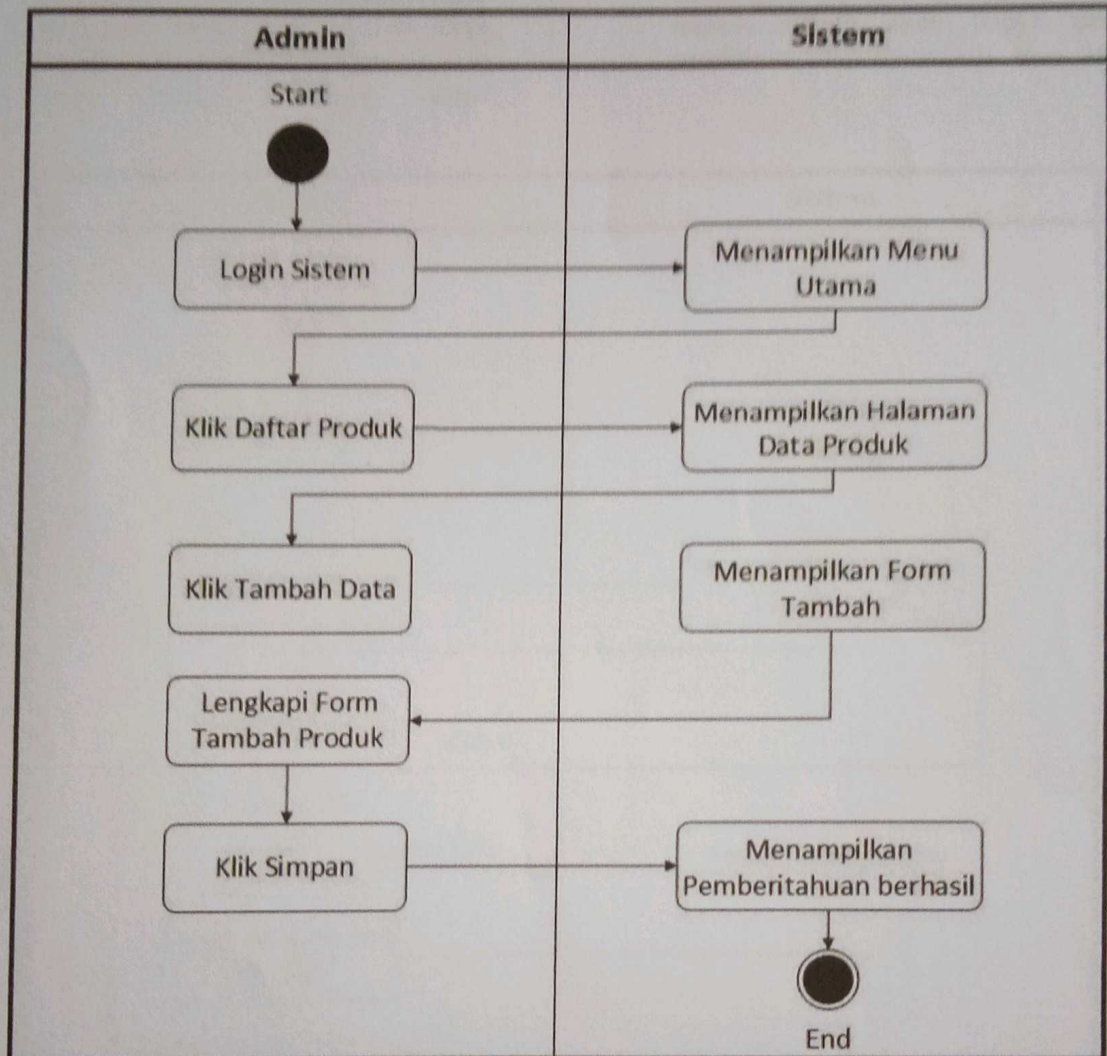 Admin
Sistem
Start
Login Sistem
Menampilkan Menu
Utama
Klik Daftar Produk
Menampilkan Halaman
Data Produk
Klik Tambah Data
Menampilkan Form
Tambah
Lengkapi Form
Tambah Produk
Klik Simpan
Menampilkan
Pemberitahuan berhasil
End